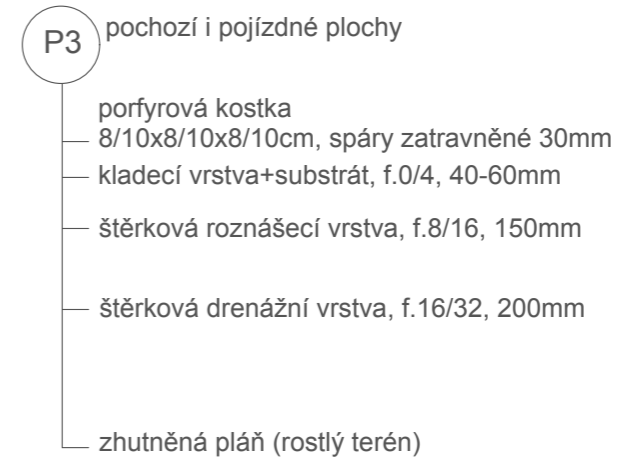 P3
pochozí i pojízdné plochy
porfyrová kostka
8/10x8/10x8/10cm, spáry zatravněné 30mm
kladecí vrstva+substrát, f.0/4, 40-60mm
štěrková roznášecí vrstva, f.8/16, 150mm
štěrková drenážní vrstva, f.16/32, 200mm
zhutněná pláň (rostlý terén)